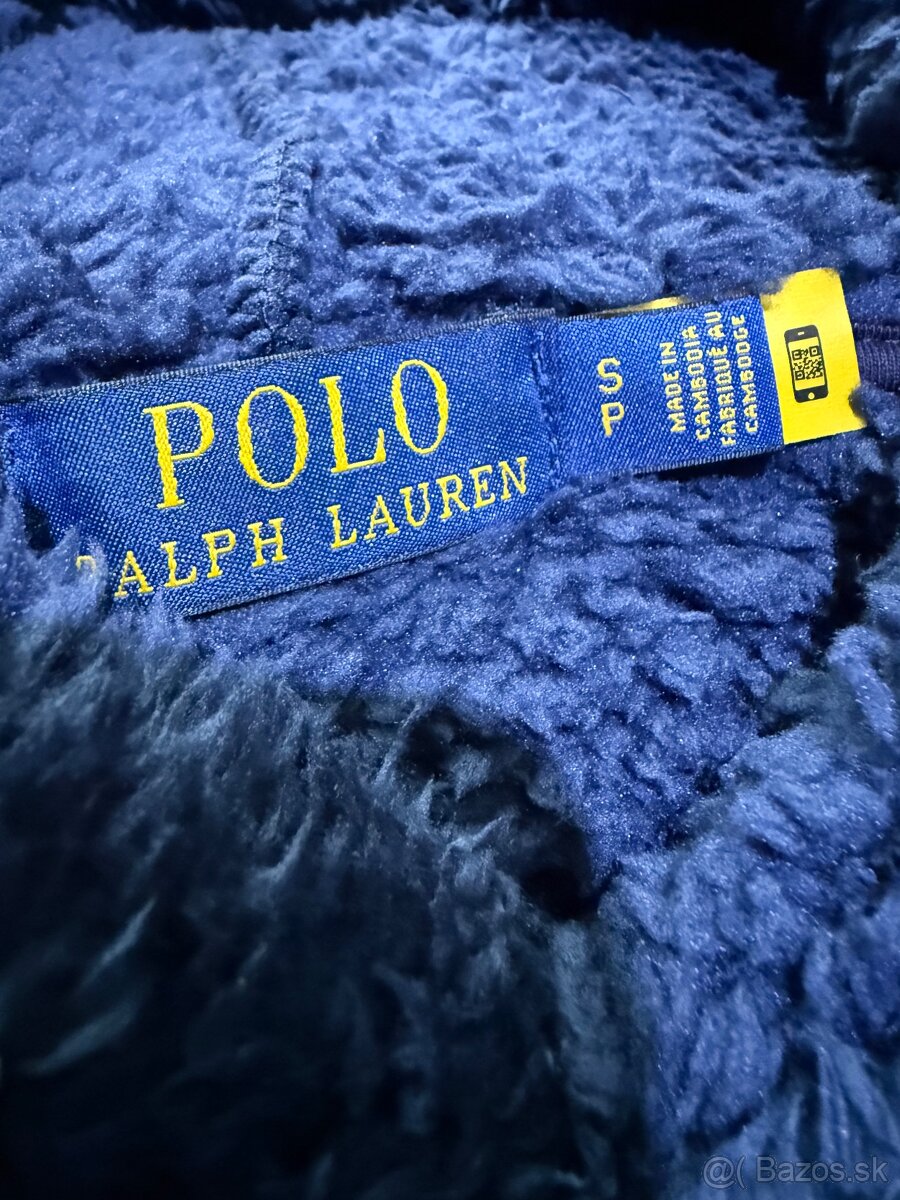 POLO
RALPH LAUREN
S
P
MADE IN
CAMBODIA
FABRIQUÉ AU
CAMBODGE
@( Bazos.sk